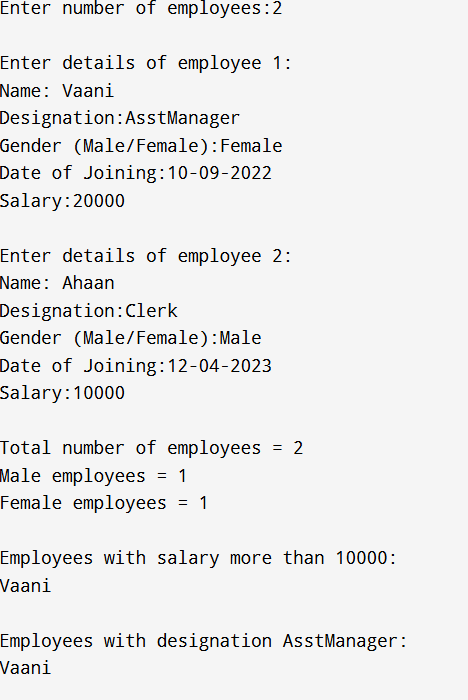 Enter number of employees:2
Enter details of employee 1:
Name: Vaani
Designation:AsstManager
Gender (Male/Female):Female
Date of Joining:10-09-2022
Salary:20000
Enter details of employee 2:
Name: Ahaan
Designation:Clerk
Gender (Male/Female):Male
Date of Joining:12-04-2023
Salary:10000
Total number of employees = 2
Male employees = 1
Female employees = 1
Employees with salary more than 10000:
Vaani
Employees with designation AsstManager:
Vaani